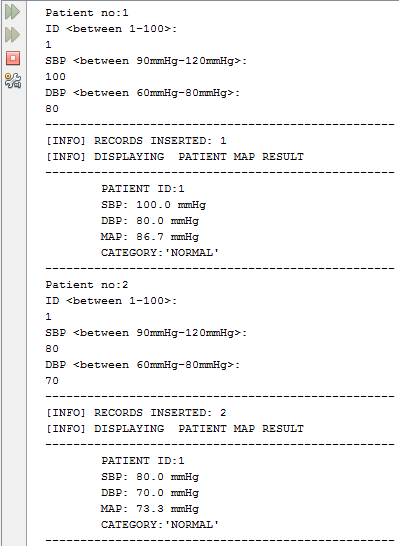 Patient no:1
ID <between 1-100>:
1
SBP <between 90mmHg-120mmHg>:
100
DBP <between 60mmHg-80mmHg>:
80
--------------------------------------------------
[INFO] RECORDS INSERTED: 1
[INFO] DISPLAYING  PATIENT MAP RESULT
--------------------------------------------------
        PATIENT ID:1
        SBP: 100.0 mmHg
        DBP: 80.0 mmHg
        MAP: 86.7 mmHg
        CATEGORY:'NORMAL'
--------------------------------------------------
Patient no:2
ID <between 1-100>:
1
SBP <between 90mmHg-120mmHg>:
80
DBP <between 60mmHg-80mmHg>:
70
--------------------------------------------------
[INFO] RECORDS INSERTED: 2
[INFO] DISPLAYING  PATIENT MAP RESULT
--------------------------------------------------
        PATIENT ID:1
        SBP: 80.0 mmHg
        DBP: 70.0 mmHg
        MAP: 73.3 mmHg
        CATEGORY:'NORMAL'
--------------------------------------------------